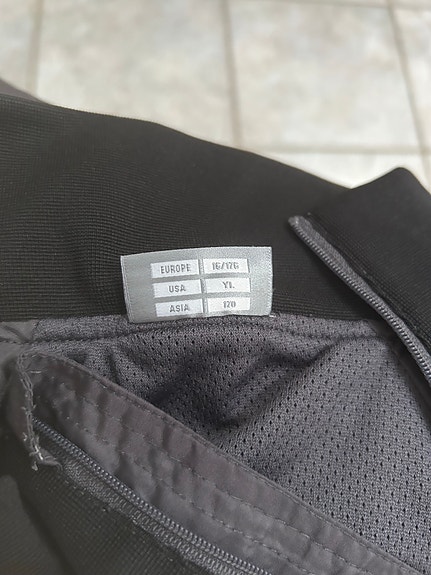 EUROPE 16/176
USA YL
ASIA 170